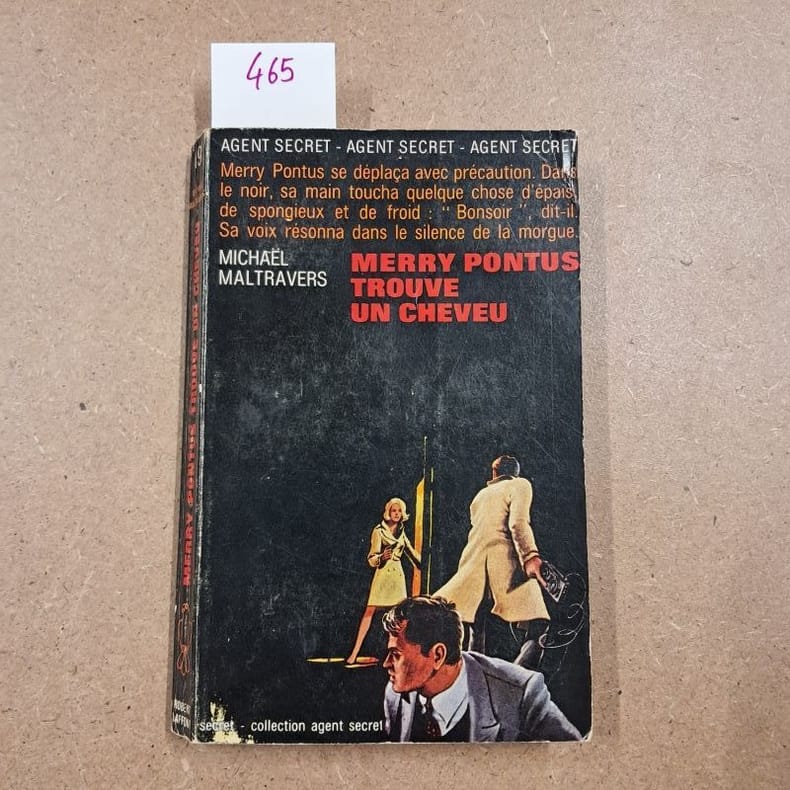 465
AGENT SECRET - AGENT SECRET - AGENT SECRET
Merry Pontus se déplaça avec précaution. Dans
le noir, sa main toucha quelque chose d'épais,
de spongieux et de froid : " Bonsoir ", dit-il.
Sa voix résonna dans le silence de la morgue.
MICHAËL
MALTRAVERS
MERRY PONTUS
TROUVE
UN CHEVEU
secret - collection agent secret
MERRY PONTUS TROUVE UN CHEVEU
ROBERT
LAFFONT